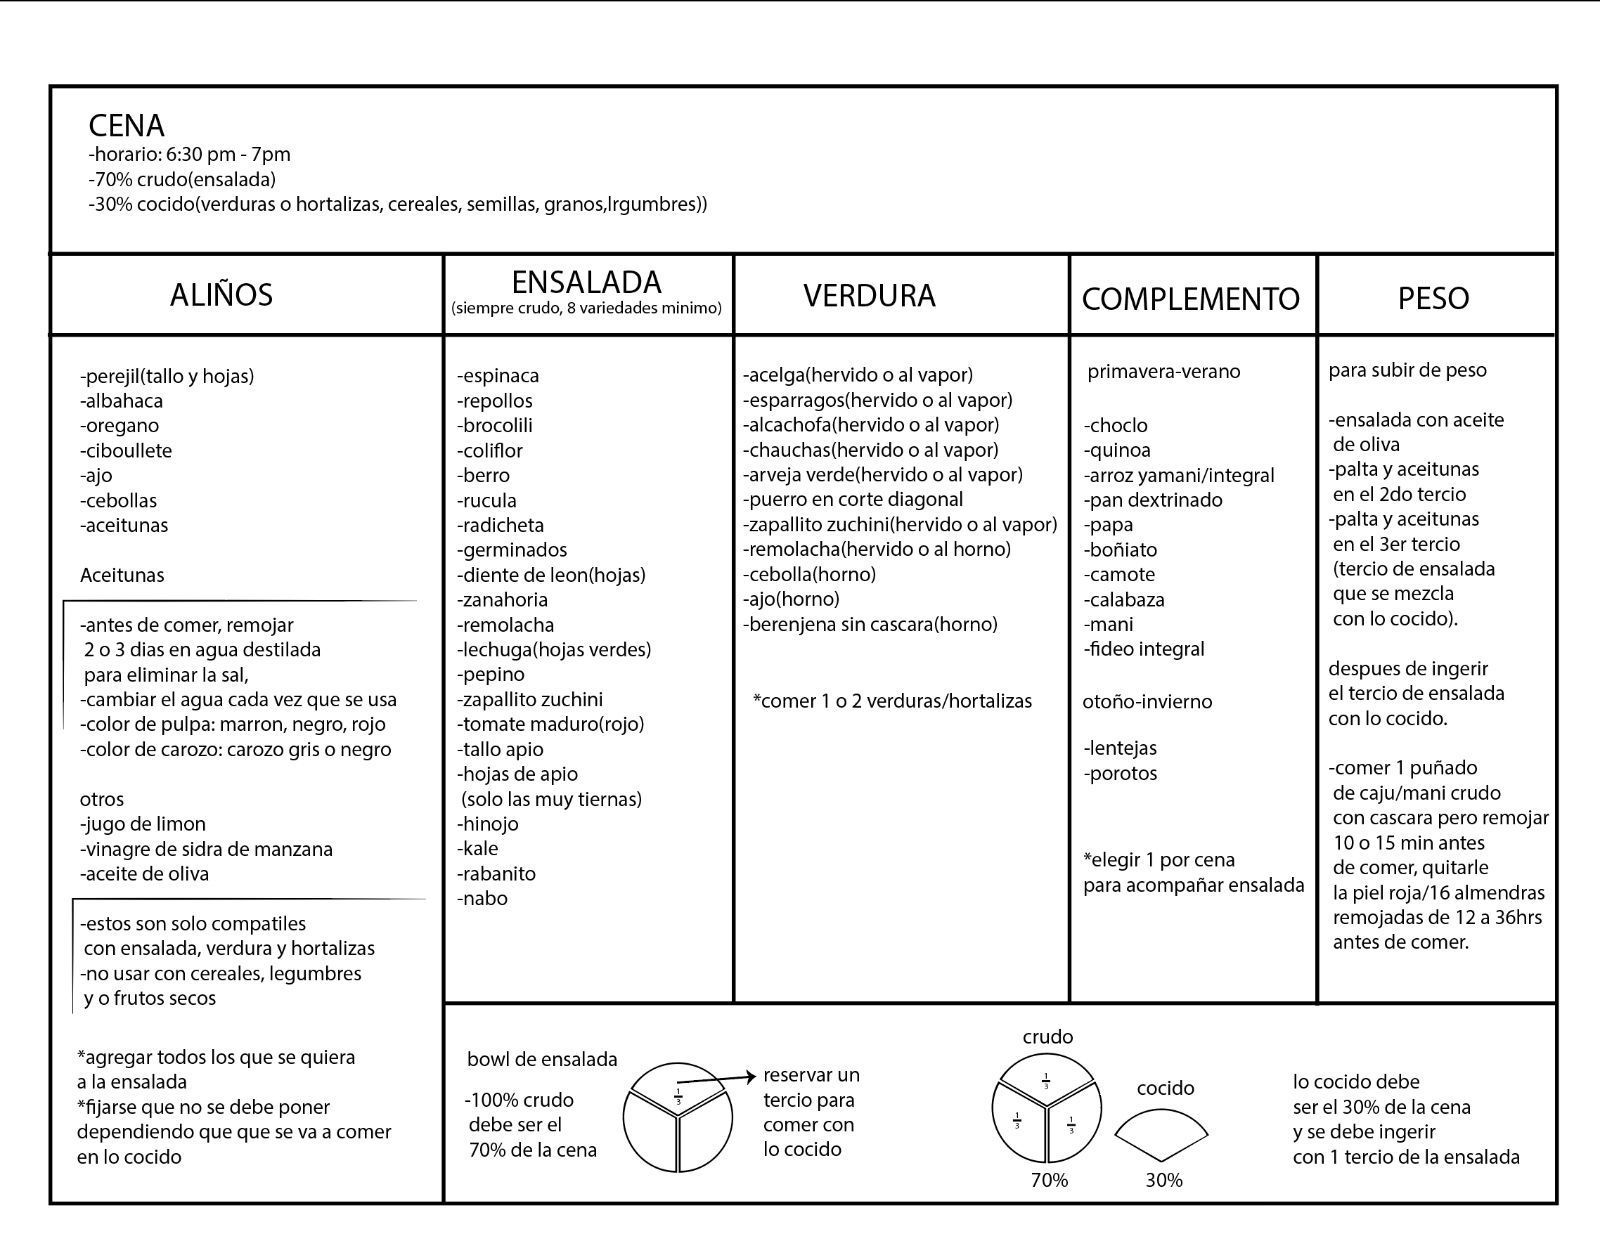 CENA
-horario: 6:30 pm - 7pm
-70% crudo(ensalada)
-30% cocido(verduras o hortalizas, cereales, semillas, granos,lrgumbres))
ALIÑOS
-perejil(tallo y hojas)
-albahaca
-oregano
-ciboullete
-ajo
-cebollas
-aceitunas
Aceitunas
-antes de comer, remojar
2 o 3 dias en agua destilada
para eliminar la sal,
-cambiar el agua cada vez que se usa
-color de pulpa: marron, negro, rojo
-color de carozo: carozo gris o negro
otros
-jugo de limon
-vinagre de sidra de manzana
-aceite de oliva
-estos son solo compatiles
con ensalada, verdura y hortalizas
-no usar con cereales, legumbres
y o frutos secos
*agregar todos los que se quiera
a la ensalada
*fijarse que no se debe poner
dependiendo que que se va a comer
en lo cocido
ENSALADA
(siempre crudo, 8 variedades minimo)
-espinaca
-repollos
-brocolili
-coliflor
-berro
-rucula
-radicheta
-germinados
-diente de leon(hojas)
-zanahoria
-remolacha
-lechuga(hojas verdes)
-pepino
-zapallito zuchini
-tomate maduro(rojo)
-tallo apio
-hojas de apio
(solo las muy tiernas)
-hinojo
-kale
-rabanito
-nabo
VERDURA
-acelga(hervido o al vapor)
-esparragos(hervido o al vapor)
-alcachofa(hervido o al vapor)
-chauchas(hervido o al vapor)
-arveja verde(hervido o al vapor)
-puerro en corte diagonal
-zapallito zuchini(hervido o al vapor)
-remolacha(hervido o al horno)
-cebolla(horno)
-ajo(horno)
-berenjena sin cascara(horno)
*comer 1 o 2 verduras/hortalizas
COMPLEMENTO
primavera-verano
-choclo
-quinoa
-arroz yamani/integral
-pan dextrinado
-papa
-boñiato
-camote
-calabaza
-mani
-fideo integral
otoño-invierno
-lentejas
-porotos
*elegir 1 por cena
para acompañar ensalada
PESO
para subir de peso
-ensalada con aceite
de oliva
-palta y aceitunas
en el 2do tercio
-palta y aceitunas
en el 3er tercio
(tercio de ensalada
que se mezcla
con lo cocido).
despues de ingerir
el tercio de ensalada
con lo cocido.
-comer 1 puñado
de caju/mani crudo
con cascara pero remojar
10 o 15 min antes
de comer, quitarle
la piel roja/16 almendras
remojadas de 12 a 36hrs
antes de comer.
bowl de ensalada
-100% crudo
debe ser el
70% de la cena
1/3
reservar un
tercio para
comer con
lo cocido
crudo
1/3
1/3
1/3
70%
cocido
30%
lo cocido debe
ser el 30% de la cena
y se debe ingerir
con 1 tercio de la ensalada